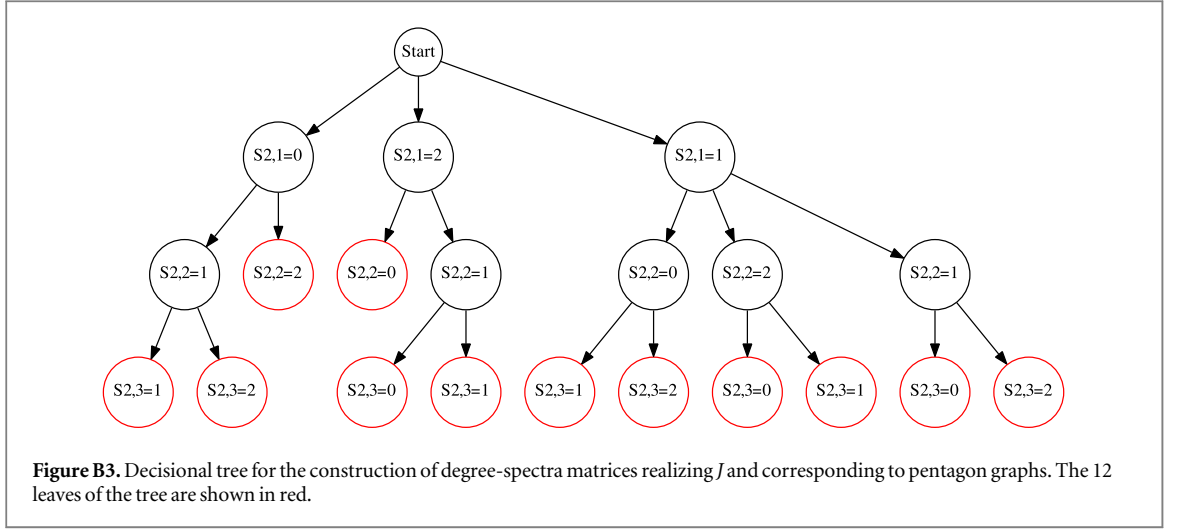 Start
S2,1=0
S2,1=2
S2,1=1
S2,2=1
S2,2=2
S2,2=0
S2,2=1
S2,2=0
S2,2=2
S2,2=1
S2,3=1
S2,3=2
S2,3=0
S2,3=1
S2,3=1
S2,3=2
S2,3=0
S2,3=1
S2,3=0
S2,3=2
Figure B3. Decisional tree for the construction of degree-spectra matrices realizing J and corresponding to pentagon graphs. The 12
leaves of the tree are shown in red.